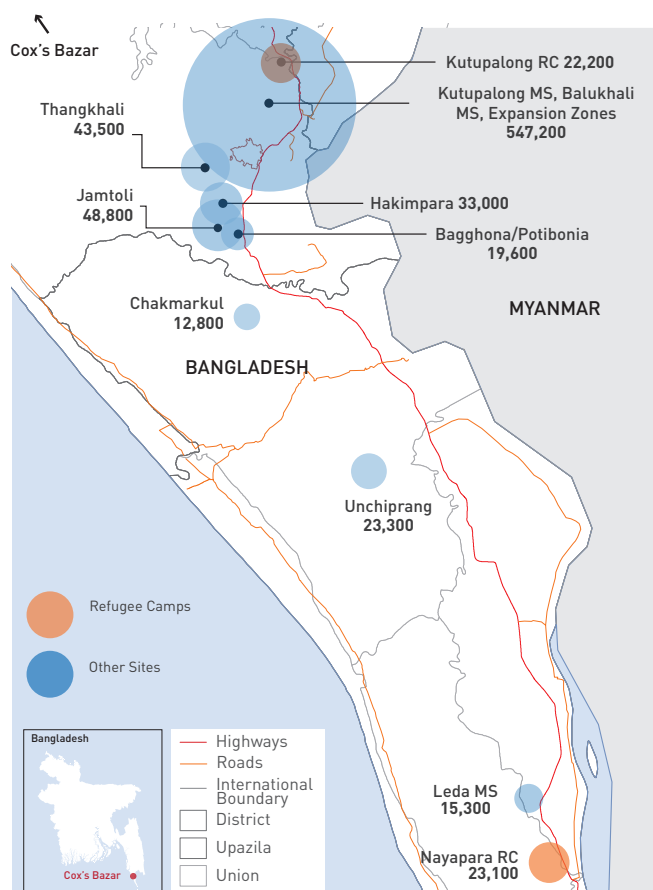 Cox's Bazar
Kutupalong RC 22,200
Kutupalong MS, Balukhali
MS, Expansion Zones
547,200
Thangkhali
43,500
Jamtoli
48,800
Hakimpara 33,000
Bagghona/Potibonia
19,600
Chakmarkul
12,800
MYANMAR
BANGLADESH
Unchiprang
23,300
Refugee Camps
Other Sites
Leda MS
15,300
Nayapara RC
23,100
Bangladesh
Cox's Bazar
Highways
Roads
International
Boundary
District
Upazila
Union